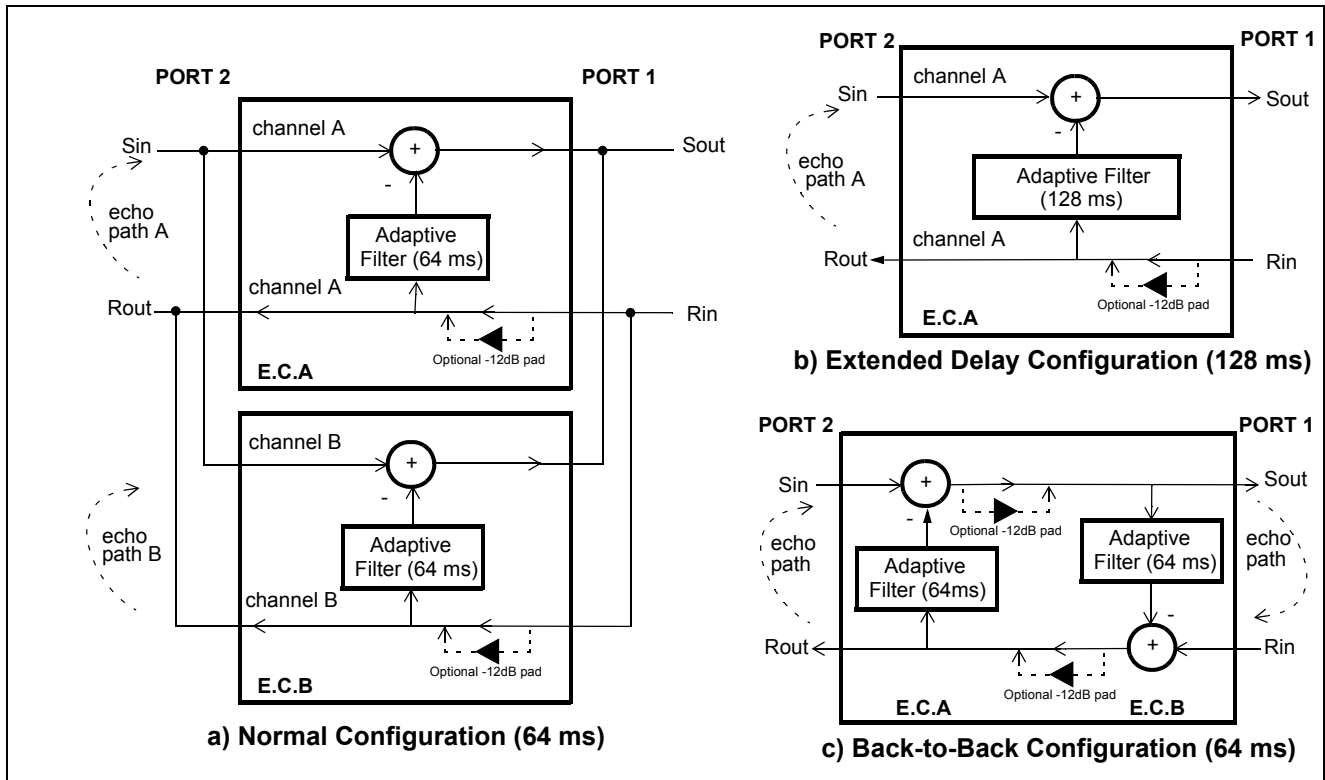 PORT 2
PORT 1
Sin
channel A
+
Sout
-
echo
path A
Adaptive
Filter (64 ms)
channel A
Rout
Rin
Optional -12dB pad
E.C.A
channel B
+
-
echo
path B
Adaptive
Filter (64 ms)
channel B
Optional -12dB pad
E.C.B
a) Normal Configuration (64 ms)
PORT 2
PORT 1
channel A
Sin
+
Sout
-
echo
path A
Adaptive Filter
(128 ms)
channel A
Rout
Rin
Optional -12dB pad
E.C.A
b) Extended Delay Configuration (128 ms)
PORT 2
PORT 1
Sin
+
Sout
-
Optional -12dB pad
echo
path
Adaptive
Filter (64ms)
Adaptive
Filter (64 ms)
echo
path
-
Rout
+
Rin
Optional -12dB pad
E.C.A
E.C.B
c) Back-to-Back Configuration (64 ms)